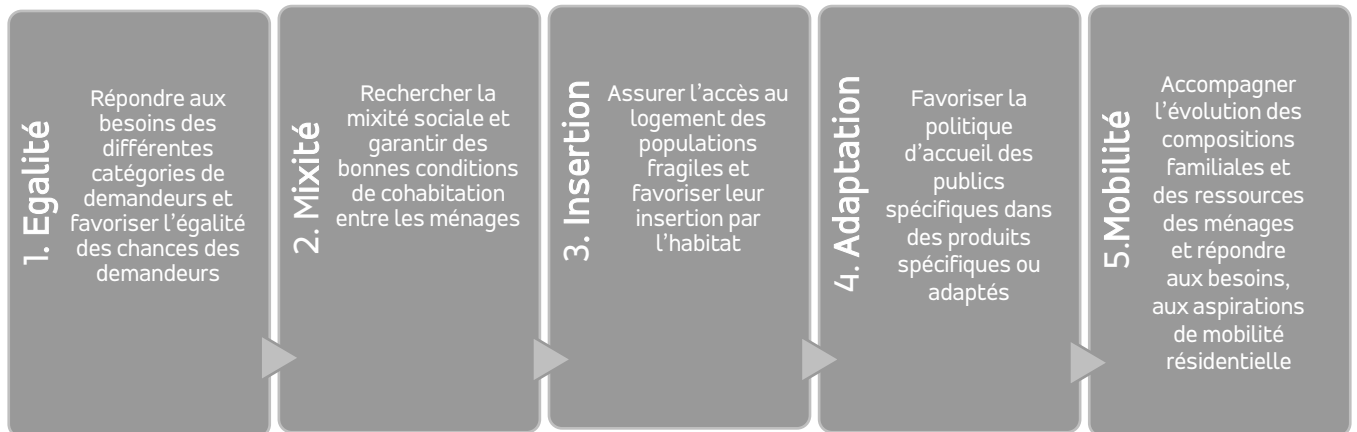 1. Egalité
Répondre aux
besoins des
différentes
catégories de
demandeurs et
favoriser l'égalité
des chances des
demandeurs
2. Mixité
Rechercher la
mixité sociale et
garantir des
bonnes conditions
de cohabitation
entre les ménages
3. Insertion
Assurer l'accès au
logement des
populations
fragiles et
favoriser leur
insertion par
l'habitat
4. Adaptation
Favoriser la
politique
d'accueil des
publics
spécifiques dans
des produits
spécifiques ou
adaptés
5.Mobilité
Accompagner
l'évolution des
compositions
familiales et
des ressources
des ménages
et répondre
aux besoins,
aux aspirations
de mobilité
résidentielle